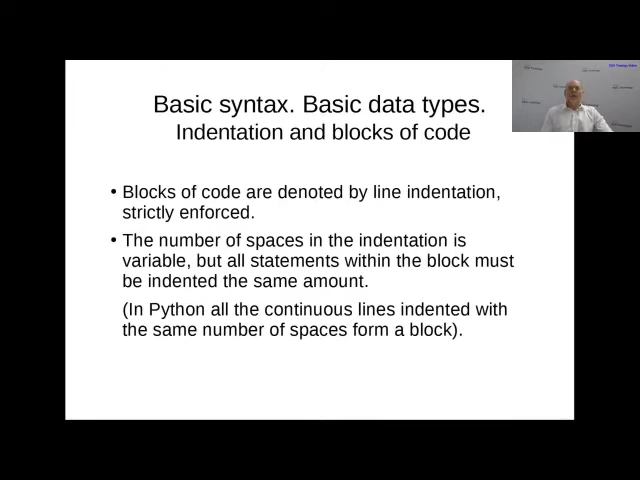 Basic syntax. Basic data types.
Indentation and blocks of code
• Blocks of code are denoted by line indentation,
strictly enforced.
• The number of spaces in the indentation is
variable, but all statements within the block must
be indented the same amount.
(In Python all the continuous lines indented with
the same number of spaces form a block).